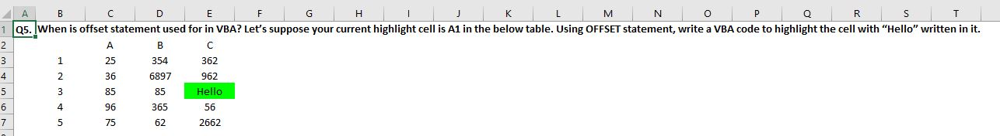 A B C D E F G H I J K L M N O P Q R S T
1 Q5. When is offset statement used for in VBA? Let’s suppose your current highlight cell is A1 in the below table. Using OFFSET statement, write a VBA code to highlight the cell with “Hello” written in it.
2 A B C
3 1 25 354 362
4 2 36 6897 962
5 3 85 85 Hello
6 4 96 365 56
7 5 75 62 2662